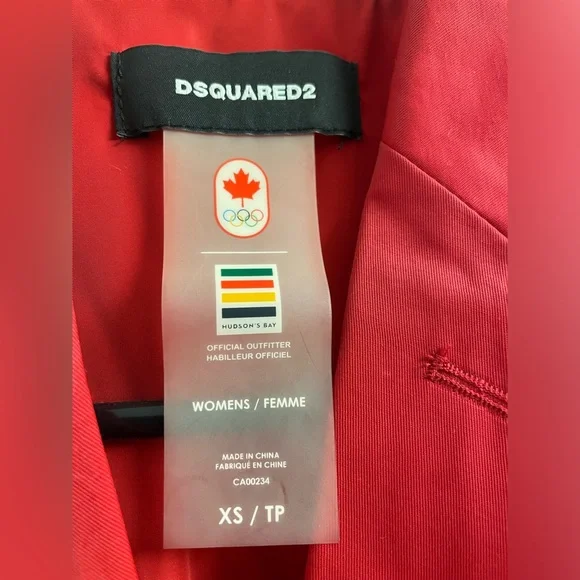 DSQUARED2
HUDSON'S BAY
OFFICIAL OUTFITTER
HABILLEUR OFFICIEL
WOMENS / FEMME
MADE IN CHINA
FABRIQUÉ EN CHINE
CA00234
XS / TP